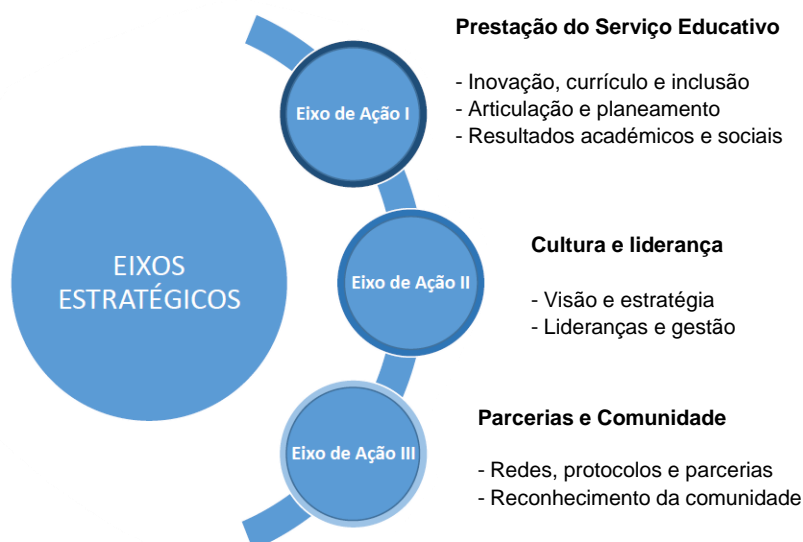 EIXOS
ESTRATÉGICOS
Eixo de Ação I
Prestação do Serviço Educativo
- Inovação, currículo e inclusão
- Articulação e planeamento
- Resultados académicos e sociais
Eixo de Ação II
Cultura e liderança
- Visão e estratégia
- Lideranças e gestão
Eixo de Ação III
Parcerias e Comunidade
- Redes, protocolos e parcerias
- Reconhecimento da comunidade